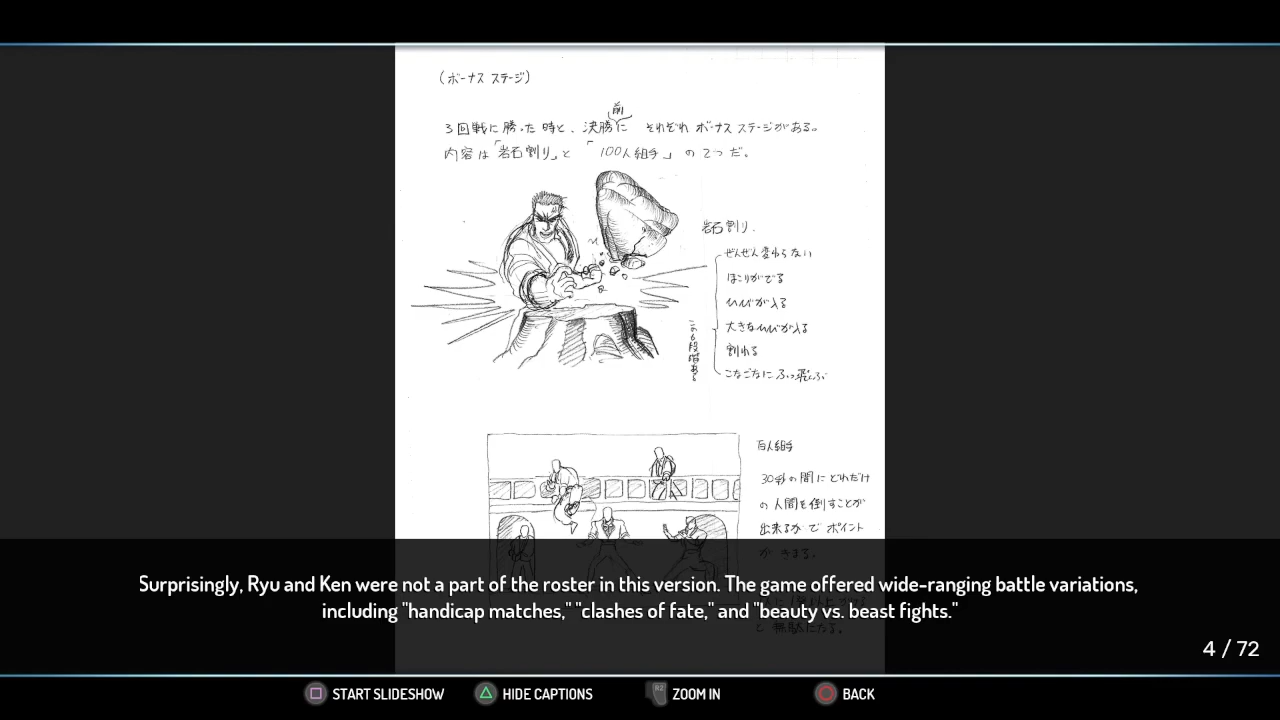 (ボーナス ステージ)
前
3回戦に勝った時と、決勝に それぞれ ボーナス ステージがある。
内容は「岩石割り」と「100人組手」の2つだ。
岩石割り.
ぜんぜん変わらない
ほこりがでる
ヒビが入る
大きなヒビが入る
割れる
こなごなにふっ飛ぶ
この6段階ある
百人組手
30秒の間にどれだけ
の人間を倒すことが
出来るかでポイント
がきまる。
Surprisingly, Ryu and Ken were not a part of the roster in this version. The game offered wide-ranging battle variations,
including "handicap matches," "clashes of fate," and "beauty vs. beast fights."
4 / 72
START SLIDESHOW
HIDE CAPTIONS
R2
ZOOM IN
BACK